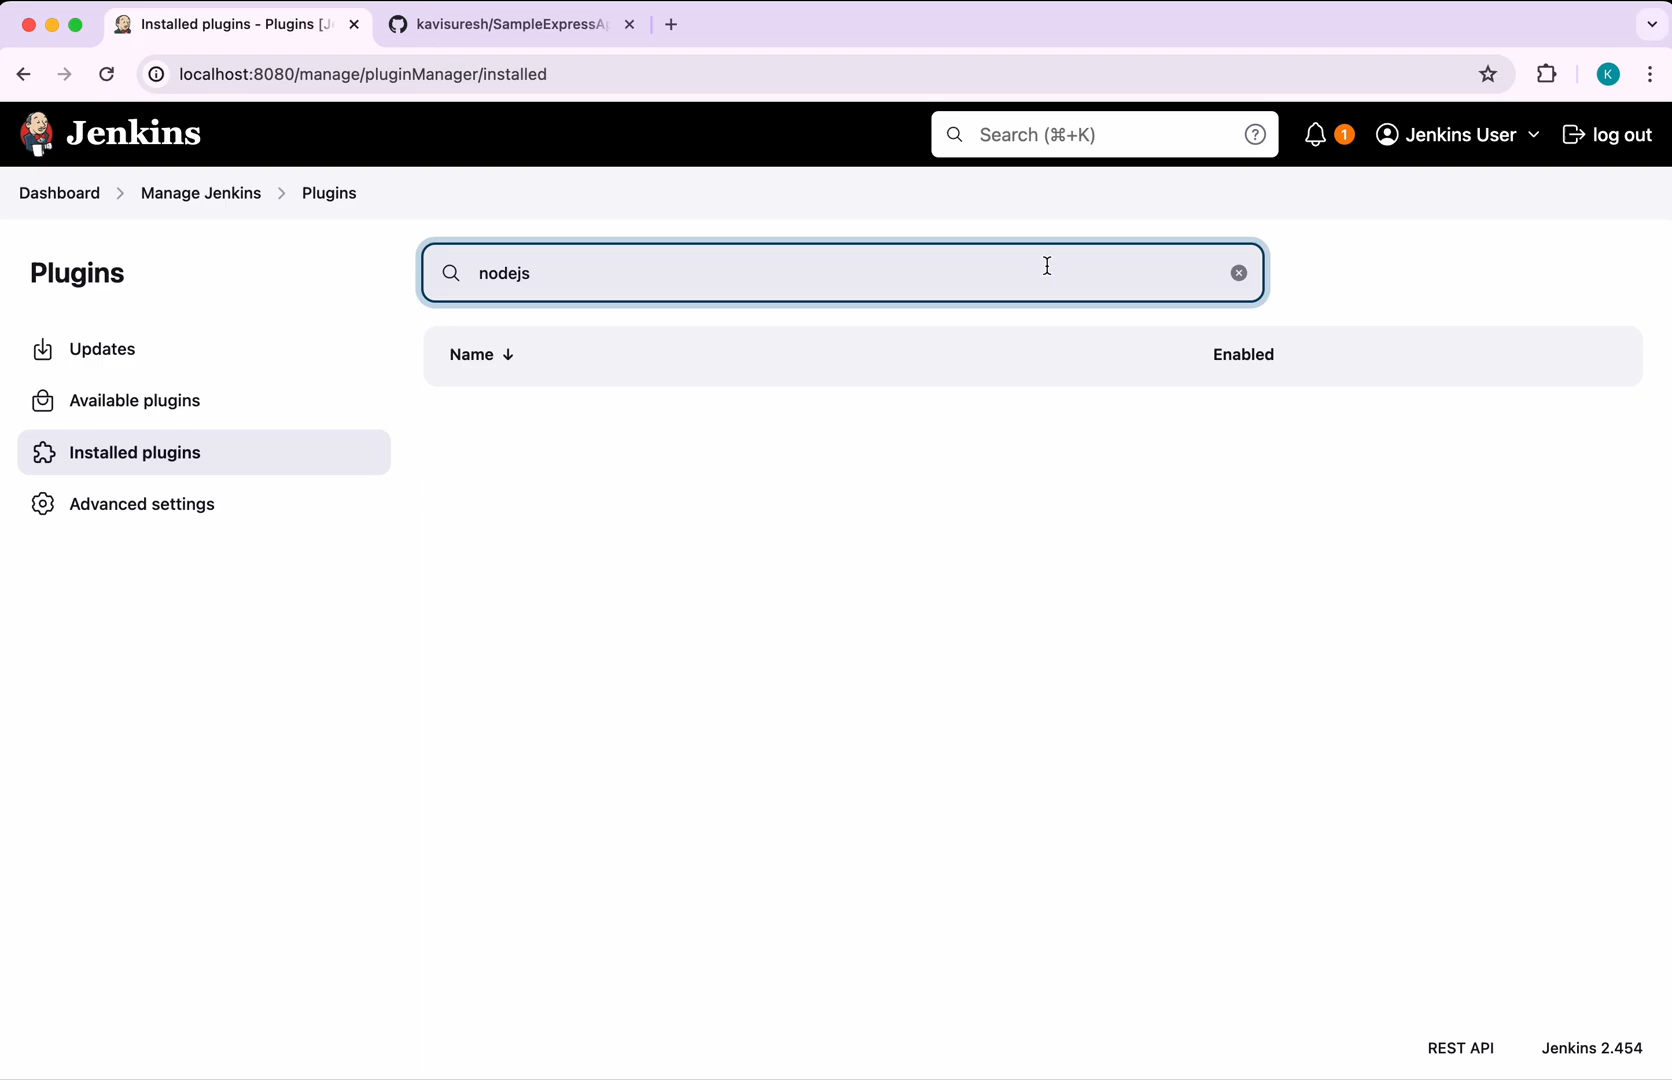 Installed plugins - Plugins [J
kavisuresh/SampleExpressAp
localhost:8080/manage/pluginManager/installed
K
Jenkins
Search (⌘+K)
?
1
Jenkins User
log out
Dashboard
Manage Jenkins
Plugins
Plugins
nodejs
Updates
Available plugins
Installed plugins
Advanced settings
Name ↓
Enabled
REST API
Jenkins 2.454